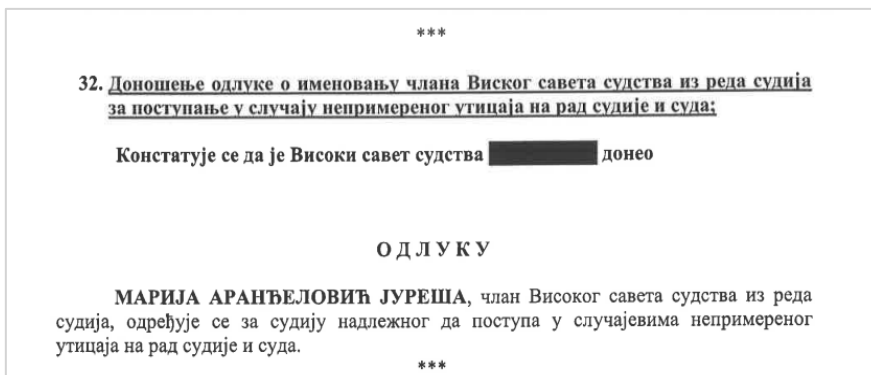 ***
32. Доношење одлуке о именовању члана Виског савета судства из реда судија
за поступање у случају непримереног утицаја на рад судије и суда;
Констатује се да је Високи савет судства донео
О Д Л У К У
МАРИЈА АРАНЂЕЛОВИЋ ЈУРЕША, члан Високог савета судства из реда
судија, одређује се за судију надлежног да поступа у случајевима непримереног
утицаја на рад судије и суда.
***